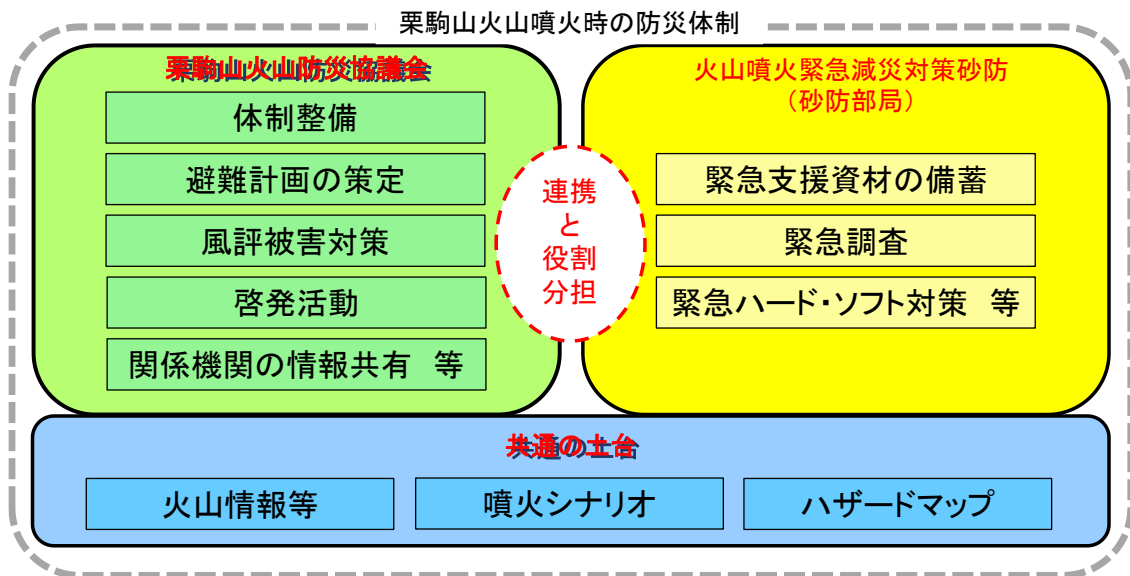 栗駒山火山噴火時の防災体制
栗駒山火山防災協議会
体制整備
避難計画の策定
風評被害対策
啓発活動
関係機関の情報共有　等
連携
と
役割
分担
火山噴火緊急減災対策砂防
（砂防部局）
緊急支援資材の備蓄
緊急調査
緊急ハード・ソフト対策　等
共通の土台
火山情報等
噴火シナリオ
ハザードマップ